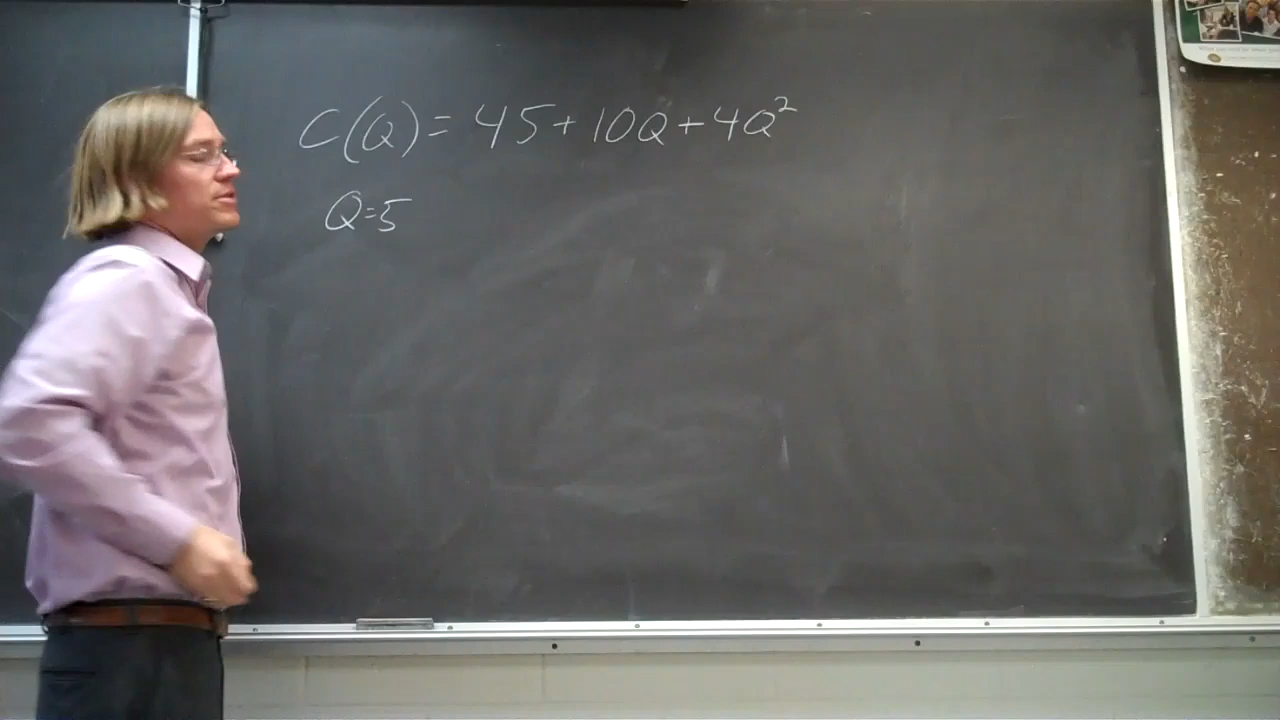 C(Q) = 45 + 10Q + 4Q²
Q=5